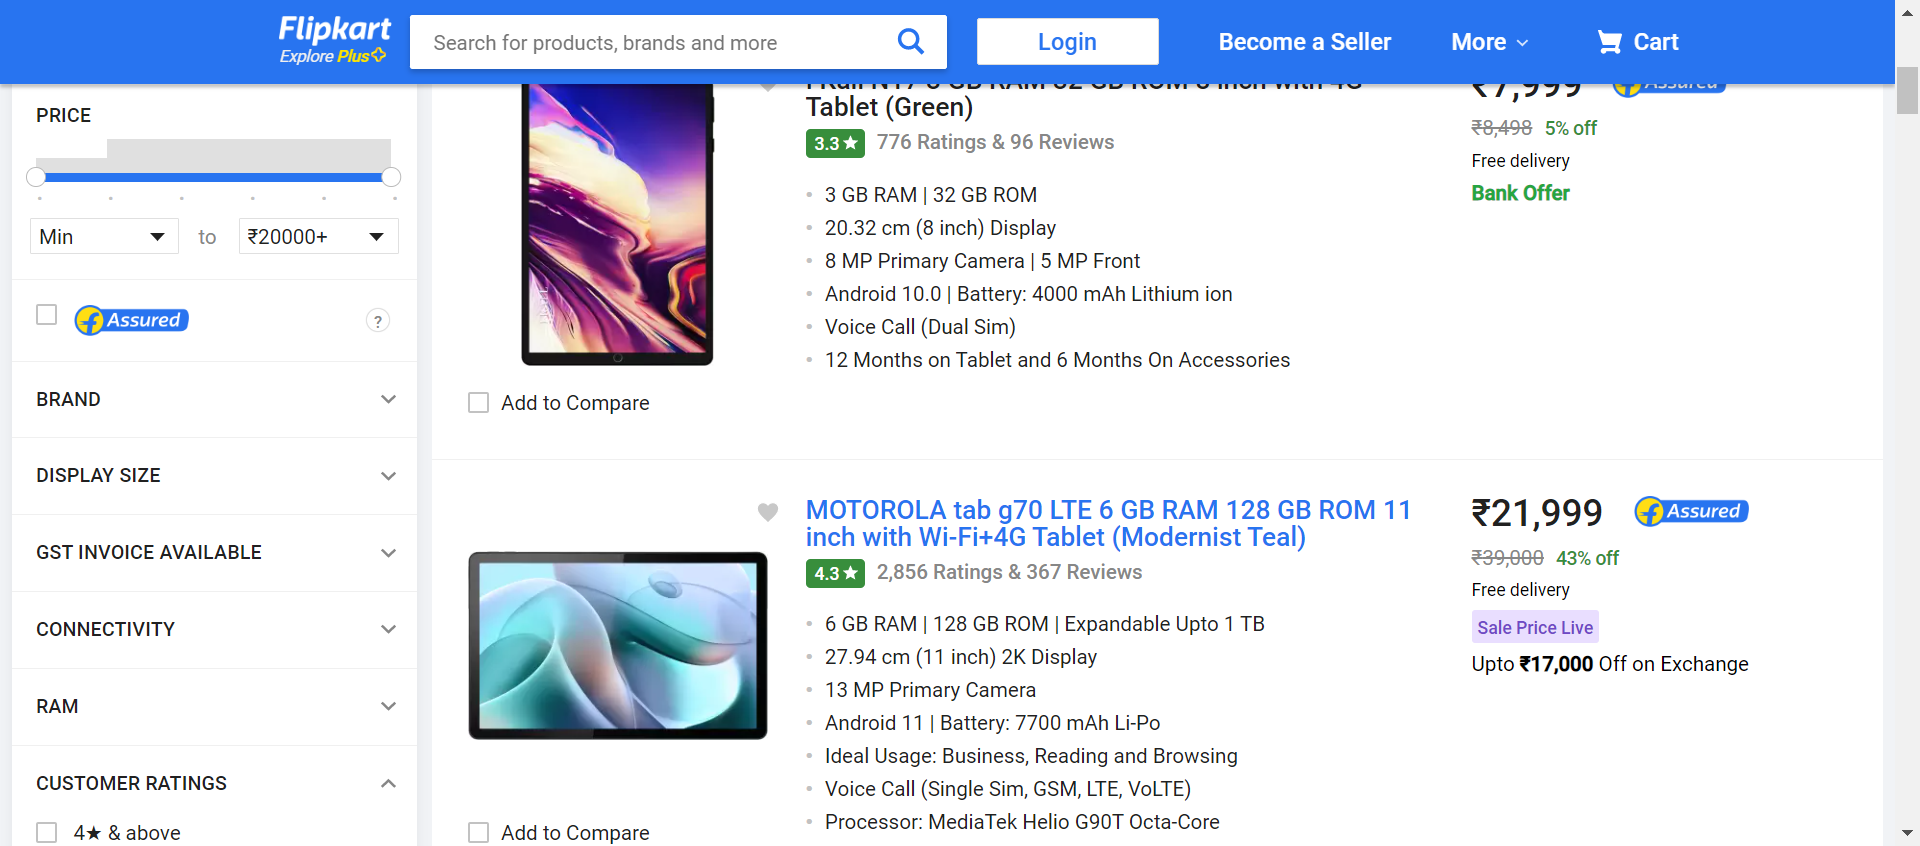 Flipkart
Explore Plus
Search for products, brands and more
Login
Become a Seller
More
Cart
PRICE
Min
to
₹20000+
Assured
?
BRAND
DISPLAY SIZE
GST INVOICE AVAILABLE
CONNECTIVITY
RAM
CUSTOMER RATINGS
4★ & above
Tablet (Green)
3.3★ 776 Ratings & 96 Reviews
3 GB RAM | 32 GB ROM
20.32 cm (8 inch) Display
8 MP Primary Camera | 5 MP Front
Android 10.0 | Battery: 4000 mAh Lithium ion
Voice Call (Dual Sim)
12 Months on Tablet and 6 Months On Accessories
₹7,999 Assured
₹8,498 5% off
Free delivery
Bank Offer
Add to Compare
MOTOROLA tab g70 LTE 6 GB RAM 128 GB ROM 11
inch with Wi-Fi+4G Tablet (Modernist Teal)
4.3★ 2,856 Ratings & 367 Reviews
6 GB RAM | 128 GB ROM | Expandable Upto 1 TB
27.94 cm (11 inch) 2K Display
13 MP Primary Camera
Android 11 | Battery: 7700 mAh Li-Po
Ideal Usage: Business, Reading and Browsing
Voice Call (Single Sim, GSM, LTE, VoLTE)
Processor: MediaTek Helio G90T Octa-Core
₹21,999 Assured
₹39,000 43% off
Free delivery
Sale Price Live
Upto ₹17,000 Off on Exchange
Add to Compare